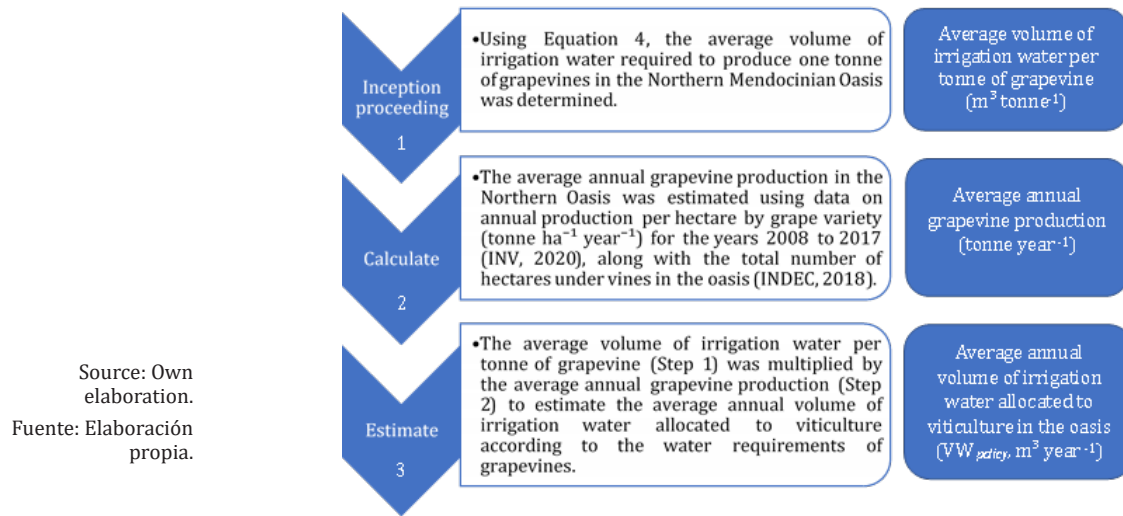 Inception
proceeding
1
•Using Equation 4, the average volume of
irrigation water required to produce one tonne
of grapevines in the Northern Mendocinian Oasis
was determined.
Average volume of
irrigation water per
tonne of grapevine
(m³ tonne⁻¹)
Calculate
2
•The average annual grapevine production in the
Northern Oasis was estimated using data on
annual production per hectare by grape variety
(tonne ha⁻¹ year⁻¹) for the years 2008 to 2017
(INV, 2020), along with the total number of
hectares under vines in the oasis (INDEC, 2018).
Average annual
grapevine production
(tonne year⁻¹)
Source: Own
elaboration.
Fuente: Elaboración
propia.
Estimate
3
•The average volume of irrigation water per
tonne of grapevine (Step 1) was multiplied by
the average annual grapevine production (Step
2) to estimate the average annual volume of
irrigation water allocated to viticulture
according to the water requirements of
grapevines.
Average annual
volume of irrigation
water allocated to
viticulture in the oasis
(VW policy, m³ year⁻¹)